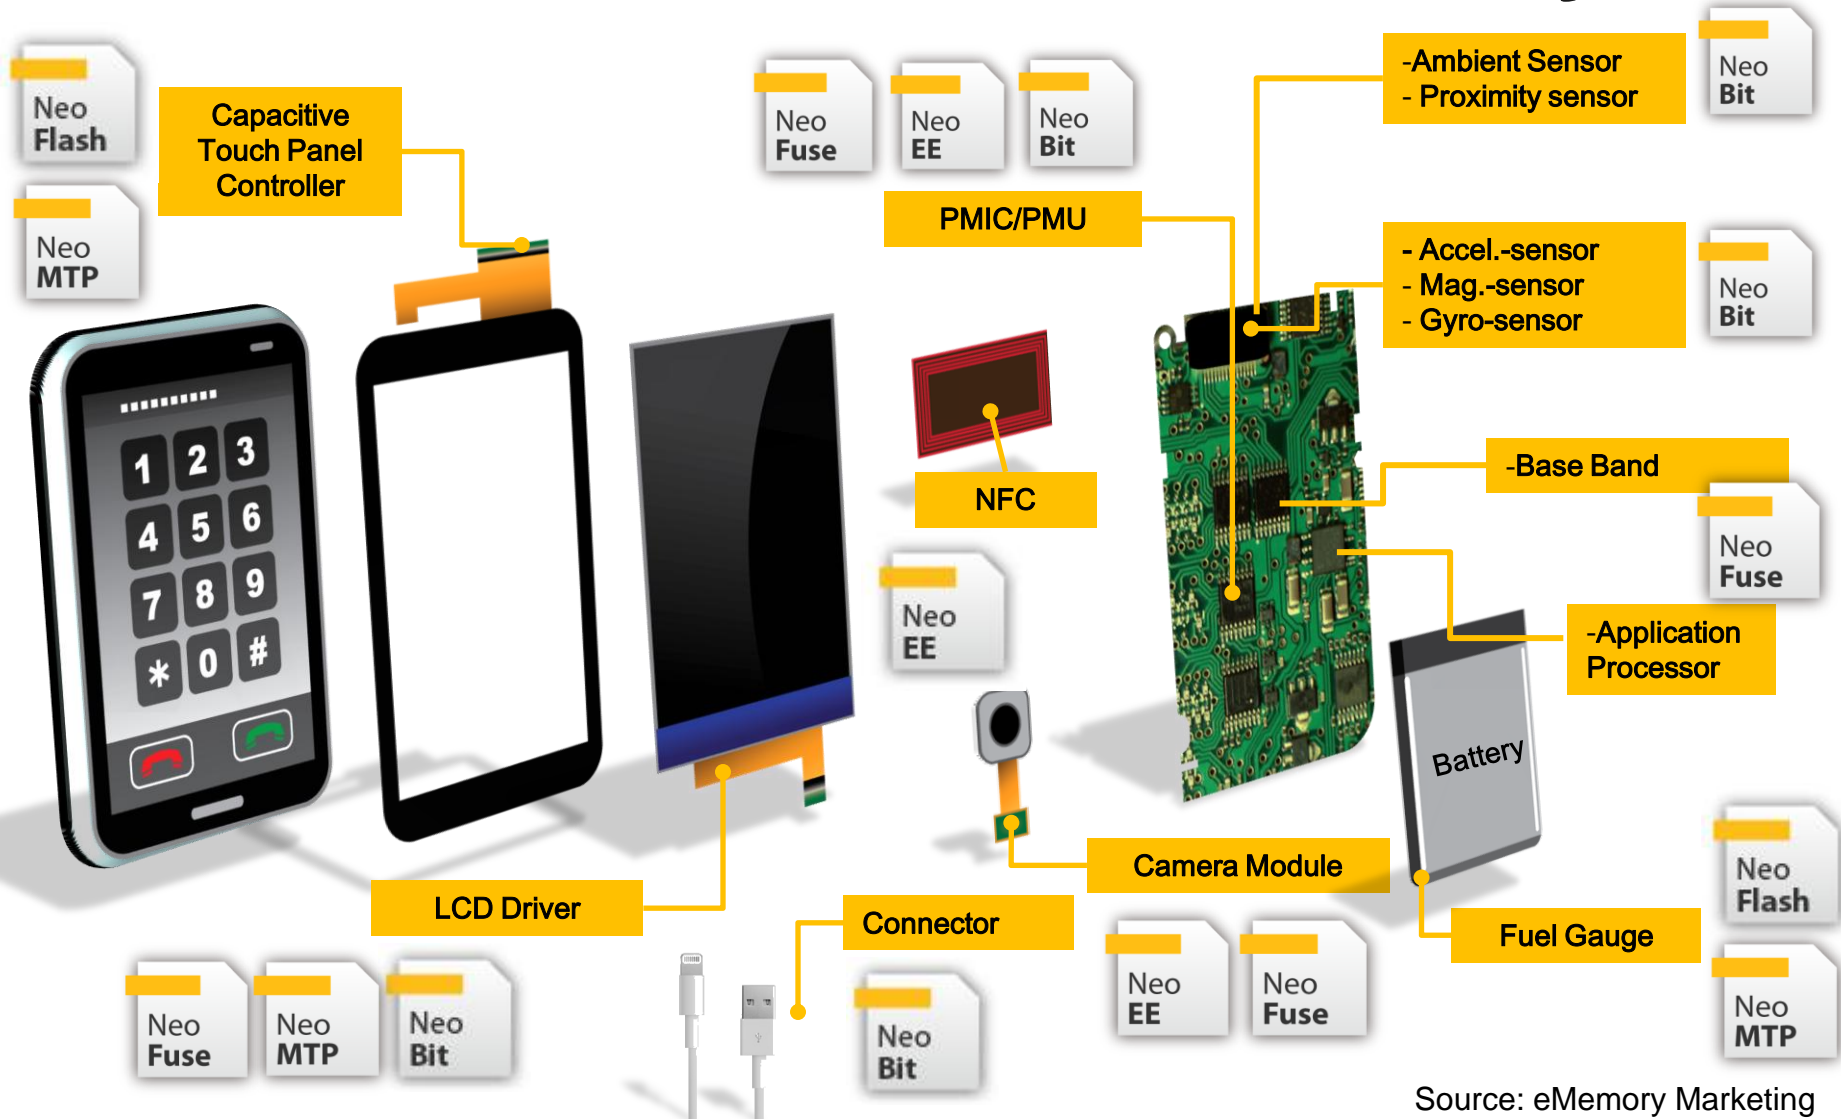 Neo
Flash
Neo
MTP
Capacitive
Touch Panel
Controller
Neo
Fuse
Neo
EE
Neo
Bit
PMIC/PMU
-Ambient Sensor
- Proximity sensor
Neo
Bit
- Accel.-sensor
- Mag.-sensor
- Gyro-sensor
Neo
Bit
1 2 3
4 5 6
7 8 9
* 0 #
NFC
Neo
EE
-Base Band
Neo
Fuse
-Application
Processor
Battery
LCD Driver
Neo
Fuse
Neo
MTP
Neo
Bit
Connector
Neo
Bit
Camera Module
Neo
EE
Neo
Fuse
Fuel Gauge
Neo
Flash
Neo
MTP
Source: eMemory Marketing